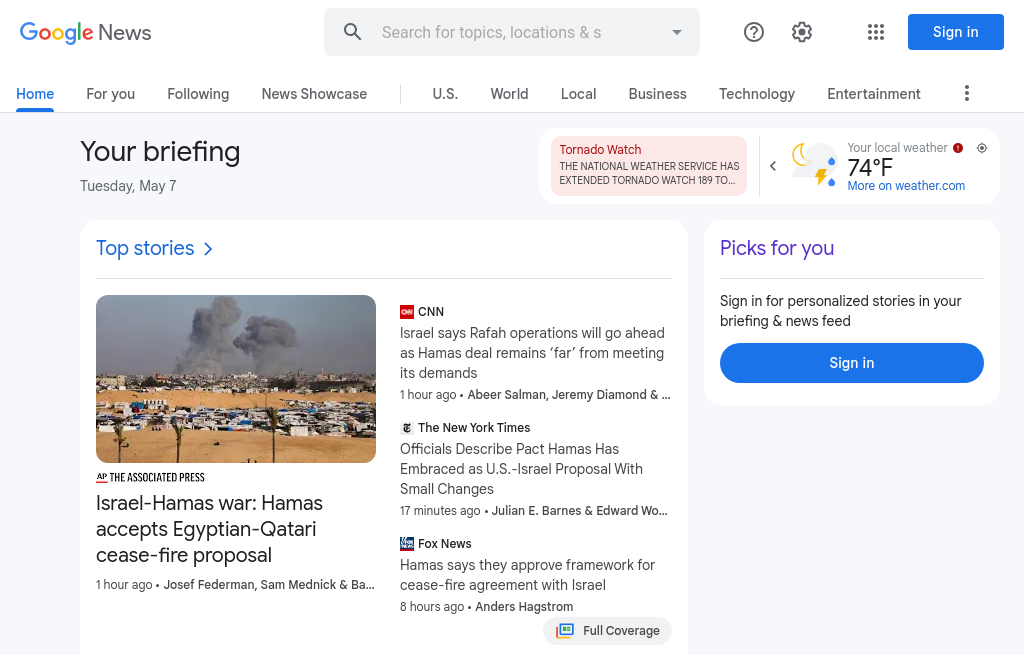 Google News
Search for topics, locations & s
Sign in
Home
For you
Following
News Showcase
U.S.
World
Local
Business
Technology
Entertainment
Your briefing
Tuesday, May 7
Tornado Watch
THE NATIONAL WEATHER SERVICE HAS
EXTENDED TORNADO WATCH 189 TO...
Your local weather
74°F
More on weather.com
Top stories
THE ASSOCIATED PRESS
Israel-Hamas war: Hamas
accepts Egyptian-Qatari
cease-fire proposal
1 hour ago • Josef Federman, Sam Mednick & Ba...
CNN
Israel says Rafah operations will go ahead
as Hamas deal remains ‘far’ from meeting
its demands
1 hour ago • Abeer Salman, Jeremy Diamond & ...
The New York Times
Officials Describe Pact Hamas Has
Embraced as U.S.-Israel Proposal With
Small Changes
17 minutes ago • Julian E. Barnes & Edward Wo...
Fox News
Hamas says they approve framework for
cease-fire agreement with Israel
8 hours ago • Anders Hagstrom
Full Coverage
Picks for you
Sign in for personalized stories in your
briefing & news feed
Sign in